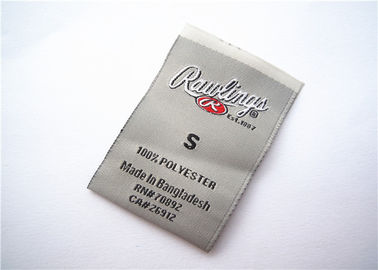 Rawlings
R ®
Est.1887
S
100% POLYESTER
Made In Bangladesh
RN#70892
CA#26912